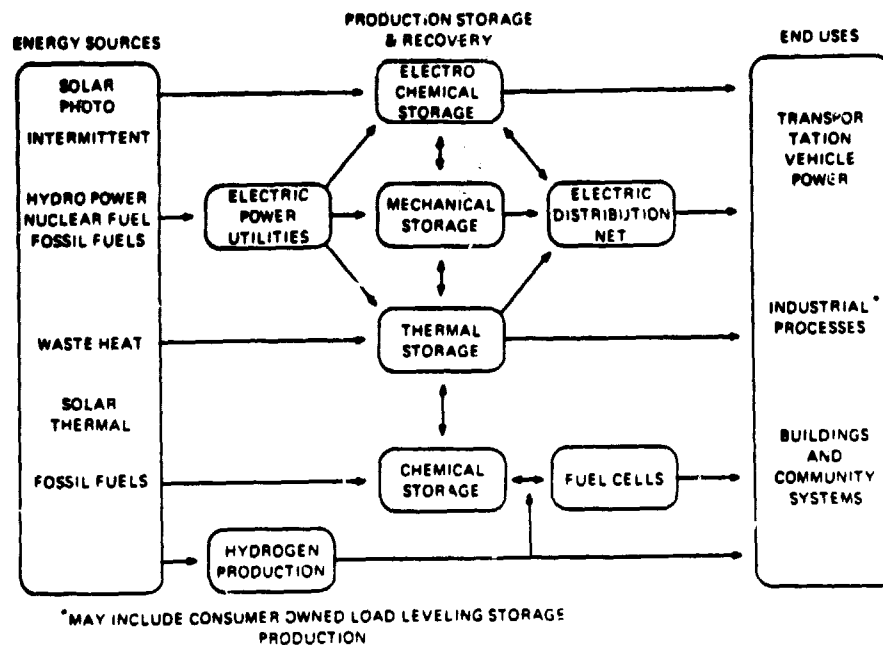 PRODUCTION STORAGE
& RECOVERY
ENERGY SOURCES
END USES
SOLAR
PHOTO
INTERMITTENT
HYDRO POWER
NUCLEAR FUEL
FOSSIL FUELS
WASTE HEAT
SOLAR
THERMAL
FOSSIL FUELS
ELECTRIC
POWER
UTILITIES
HYDROGEN
PRODUCTION
ELECTRO
CHEMICAL
STORAGE
MECHANICAL
STORAGE
THERMAL
STORAGE
CHEMICAL
STORAGE
ELECTRIC
DISTRIBUTION
NET
FUEL CELLS
TRANSPOR
TATION
VEHICLE
POWER
INDUSTRIAL*
PROCESSES
BUILDINGS
AND
COMMUNITY
SYSTEMS
*MAY INCLUDE CONSUMER OWNED LOAD LEVELING STORAGE
PRODUCTION